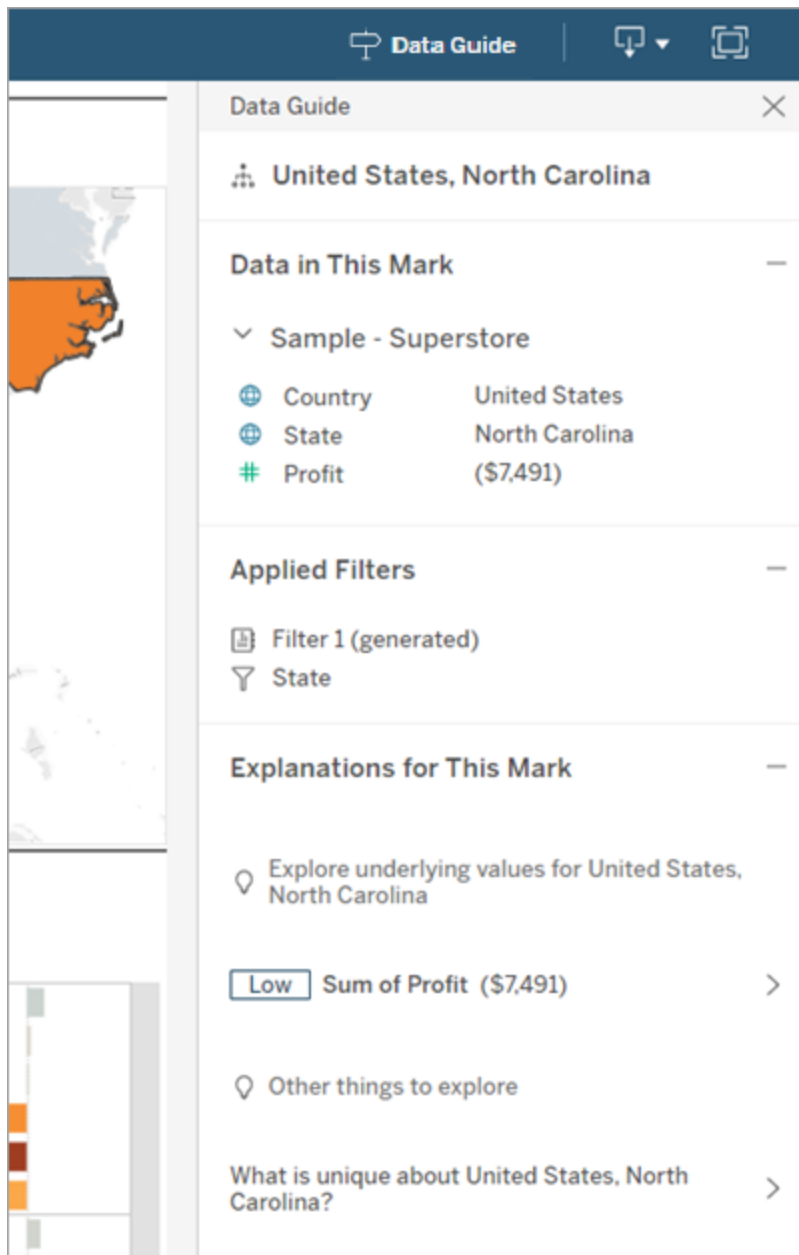 Data Guide
Data Guide
United States, North Carolina
Data in This Mark
Sample - Superstore
Country United States
State North Carolina
Profit ($7,491)
Applied Filters
Filter 1 (generated)
State
Explanations for This Mark
Explore underlying values for United States,
North Carolina
Low Sum of Profit ($7,491)
Other things to explore
What is unique about United States, North
Carolina?